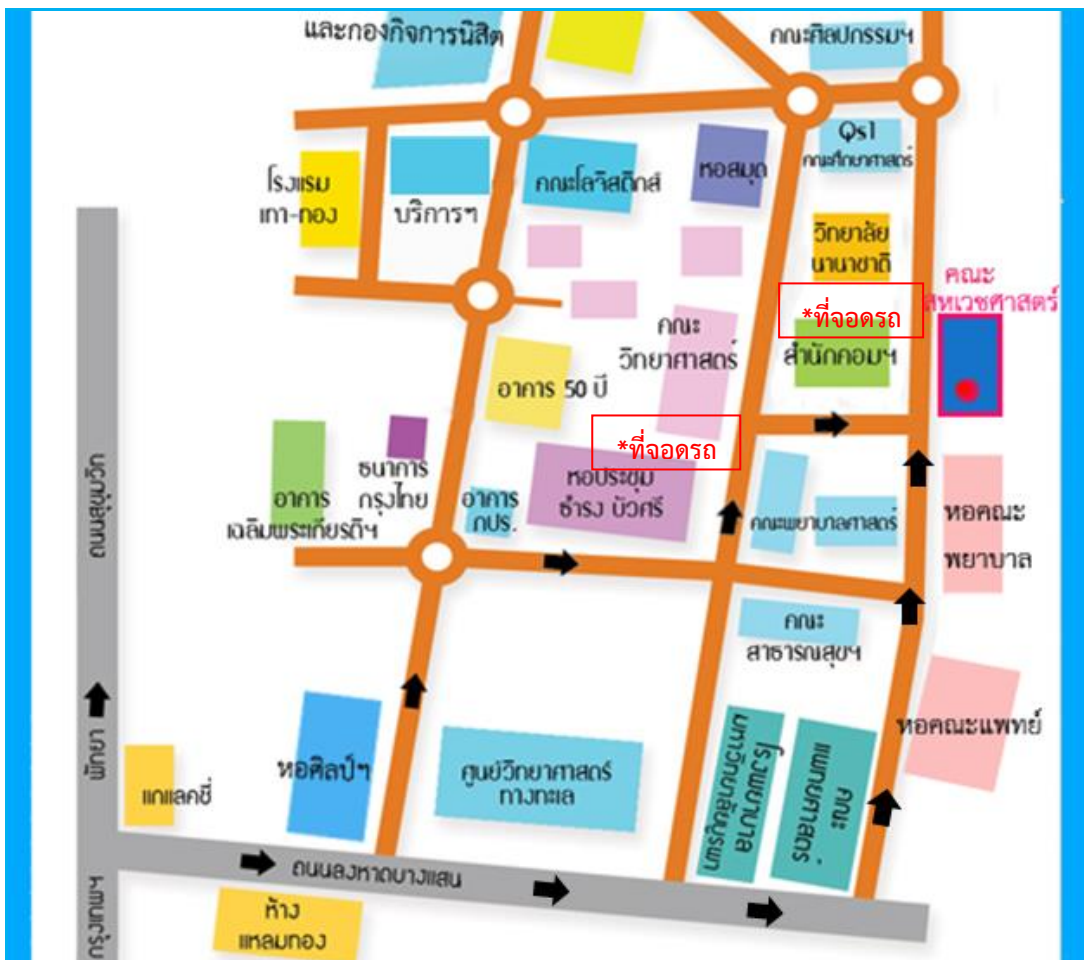 และกองกิจการนิสิต
คณะศิลปกรรมฯ
Qs1
คณะศึกษาศาสตร์
หอสมุด
คณะโลจิสติกส์
บริการฯ
โรงแรม
เทา-ทอง
วิทยาลัย
นานาชาติ
คณะ
สหเวชศาสตร์
*ที่จอดรถ
สำนักคอมฯ
คณะ
วิทยาศาสตร์
อาคาร 50 ปี
*ที่จอดรถ
หอประชุม
ธำรง บัวศรี
ธนาคาร
กรุงไทย
อาคาร
เฉลิมพระเกียรติฯ
อาคาร
ภปร.
คณะพยาบาลศาสตร์
หอคณะ
พยาบาล
ถนนสุขุมวิท
คณะ
สาธารณสุขฯ
หอคณะแพทย์
หอศิลป์ฯ
ศูนย์วิทยาศาสตร์
ทางทะเล
โรงพยาบาล
มหาวิทยาลัยบูรพา
คณะ
แพทยศาสตร์
แกแลคซี่
ถนนลงหาดบางแสน
ห้าง
แหลมทอง
กรุงเทพฯ